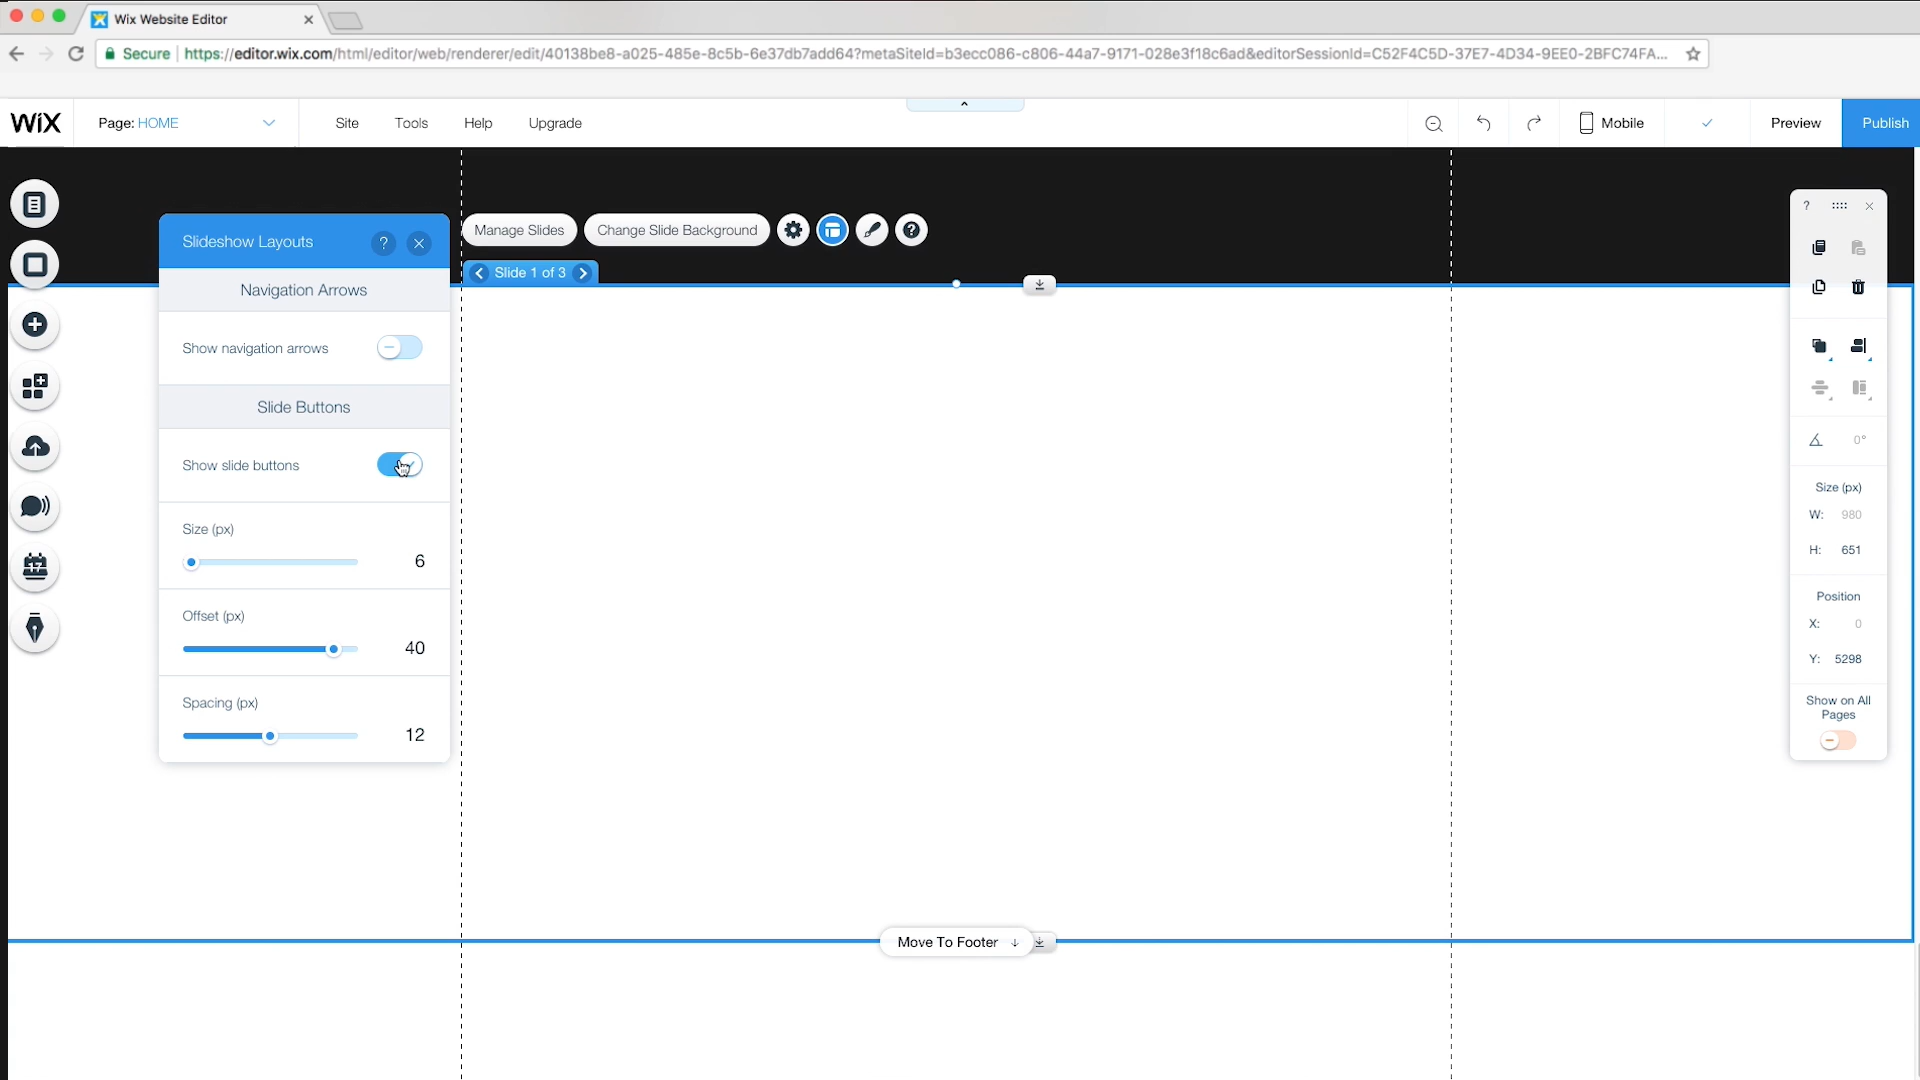 Wix Website Editor
Secure https://editor.wix.com/html/editor/web/renderer/edit/40138be8-a025-485e-8c5b-6e37db7add64?metaSiteId=b3ecc086-c806-44a7-9171-028e3f18c6ad&editorSessionId=C52F4C5D-37E7-4D34-9EE0-2BFC74FA...
WiX Page: HOME Site Tools Help Upgrade Mobile Preview Publish
Manage Slides Change Slide Background ?
Slideshow Layouts ?
Slide 1 of 3
Navigation Arrows
Show navigation arrows
Slide Buttons
Show slide buttons
Size (px)
6
Offset (px)
40
Spacing (px)
12
17
Move To Footer
?
0°
Size (px)
W: 980
H: 651
Position
X: 0
Y: 5298
Show on All
Pages